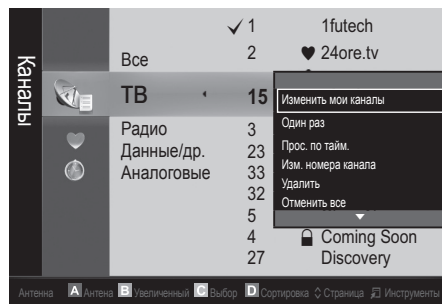 Каналы
✓ 1 1futech
Все 2 ♥ 24ore.tv
ТВ 15
Изменить мои каналы
Один раз
Прос. по тайм.
Изм. номера канала
Удалить
Отменить все
Радио 3
Данные/др. 23
Аналоговые 33
32
5
4 Coming Soon
27 Discovery
Антенна A Антена B Увеличенный C Выбор D Сортировка Страница Инструменты